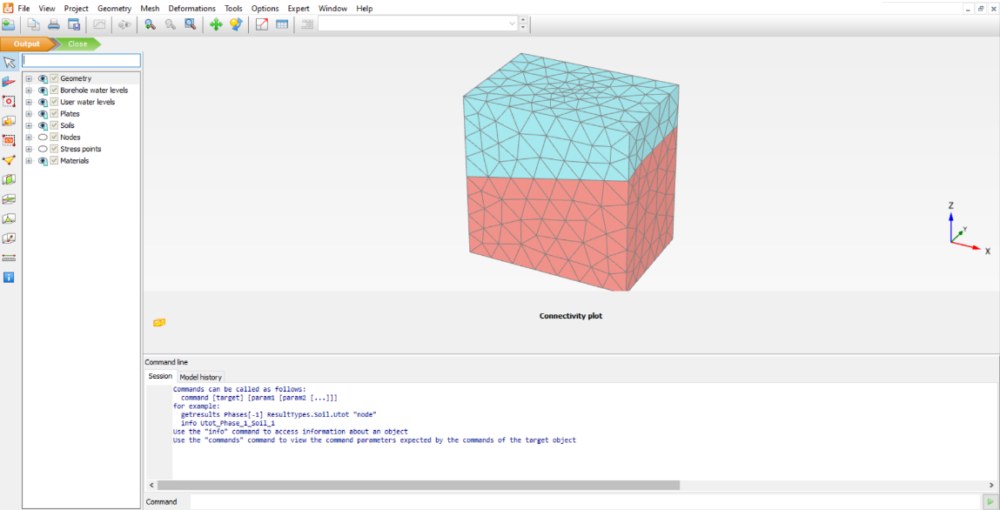 File View Project Geometry Mesh Deformations Tools Options Expert Window Help
Output Close
Geometry
Borehole water levels
User water levels
Plates
Soils
Nodes
Stress points
Materials
Z
Y
X
Connectivity plot
Command line
Session Model history
Commands can be called as follows:
command [target] [param1 [param2 [...]]]
for example:
getresults Phases[-1] ResultTypes.Soil.Utot "node"
info Utot_Phase_1_Soil_1
Use the "info" command to access information about an object
Use the "commands" command to view the command parameters expected by the commands of the target object
Command